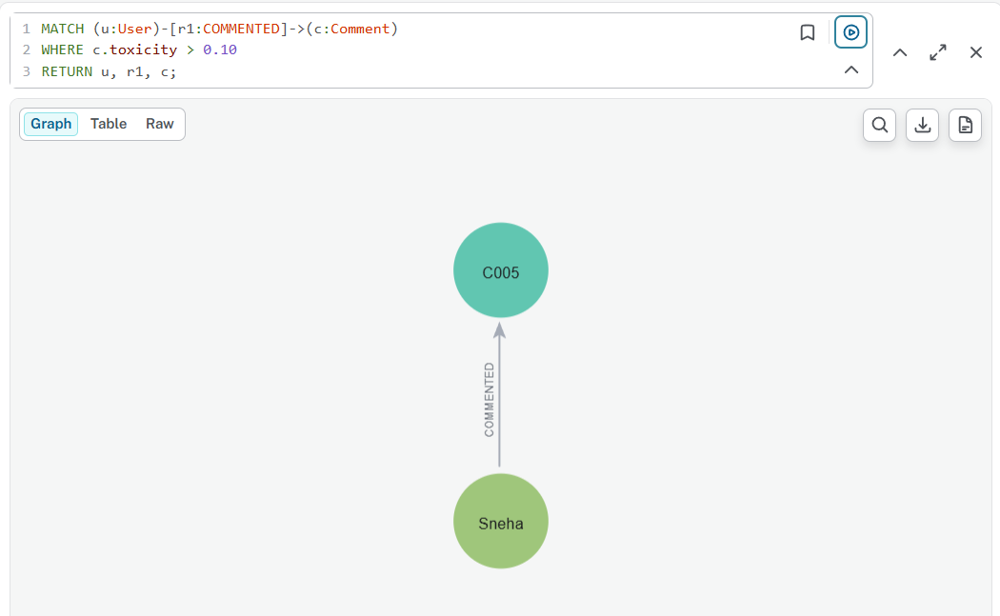 1 MATCH (u:User)-[r1:COMMENTED]->(c:Comment)
2 WHERE c.toxicity > 0.10
3 RETURN u, r1, c;
Graph Table Raw
C005
COMMENTED
Sneha